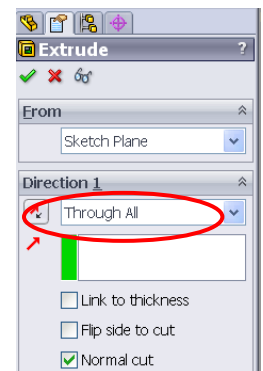 Extrude ?
From
Sketch Plane
Direction 1
Through All
Link to thickness
Flip side to cut
Normal cut